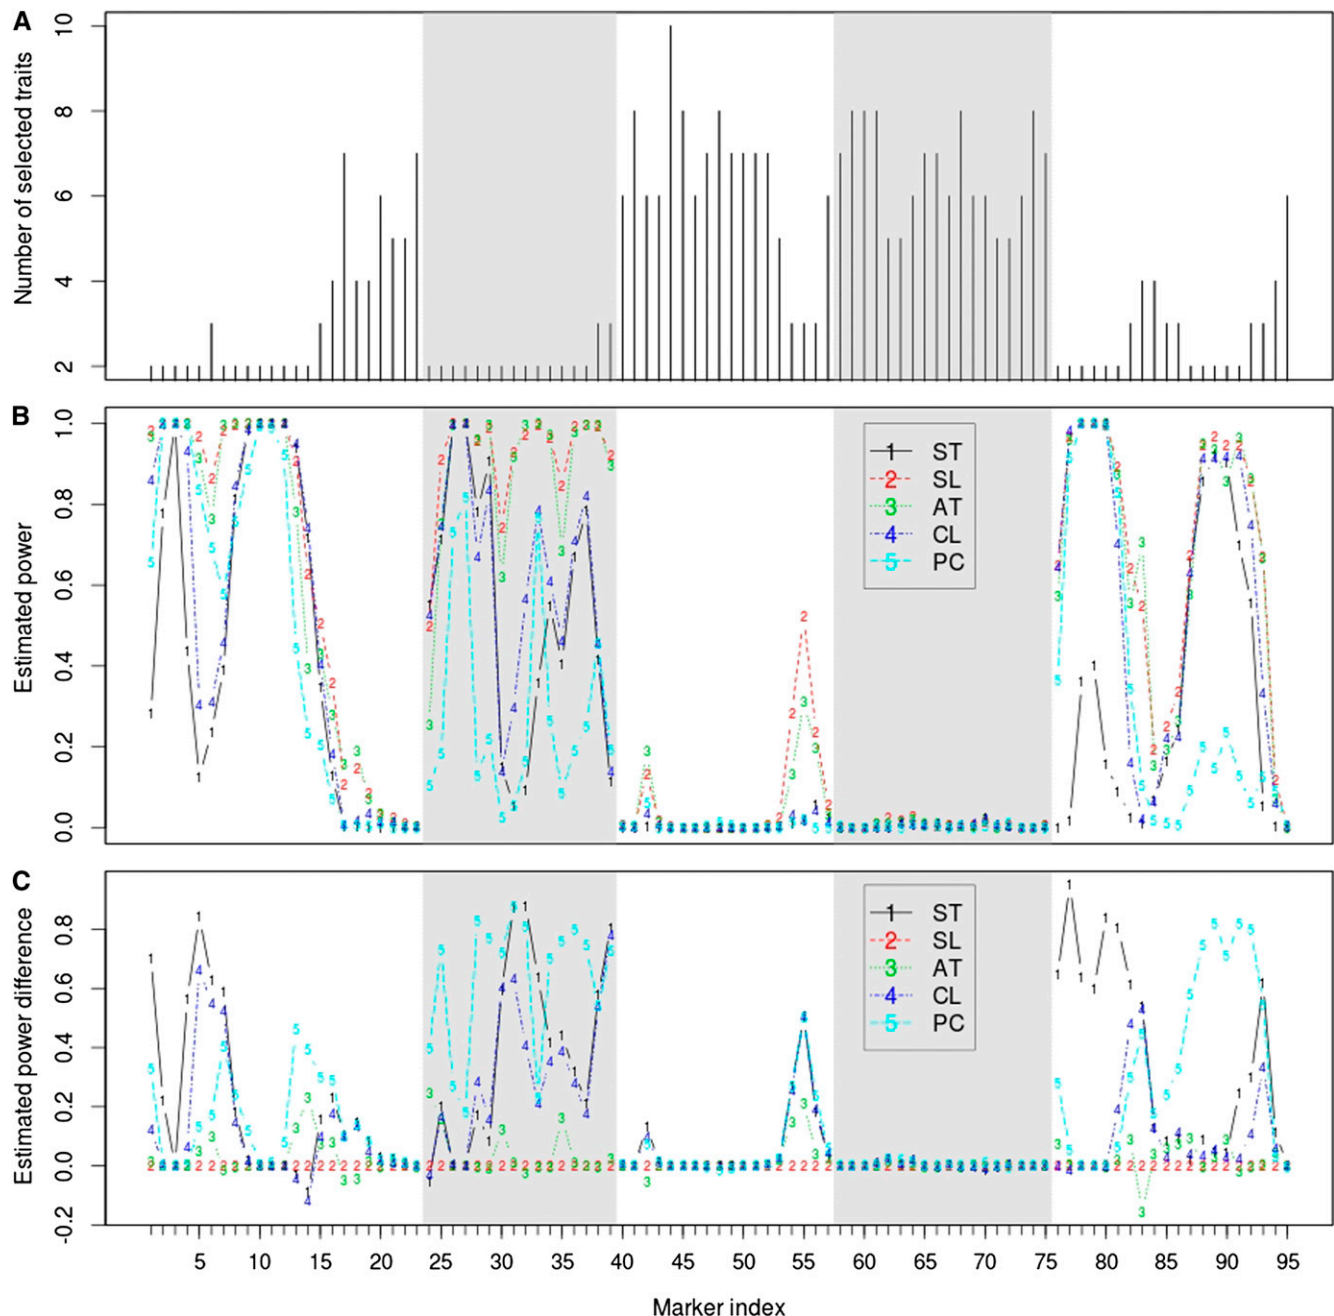 A
Number of selected traits
10
8
6
4
2
B
Estimated power
1.0
0.8
0.6
0.4
0.2
0.0
1 ST
2 SL
3 AT
4 CL
5 PC
C
Estimated power difference
0.8
0.6
0.4
0.2
0.0
-0.2
1 ST
2 SL
3 AT
4 CL
5 PC
5 10 15 20 25 30 35 40 45 50 55 60 65 70 75 80 85 90 95
Marker index